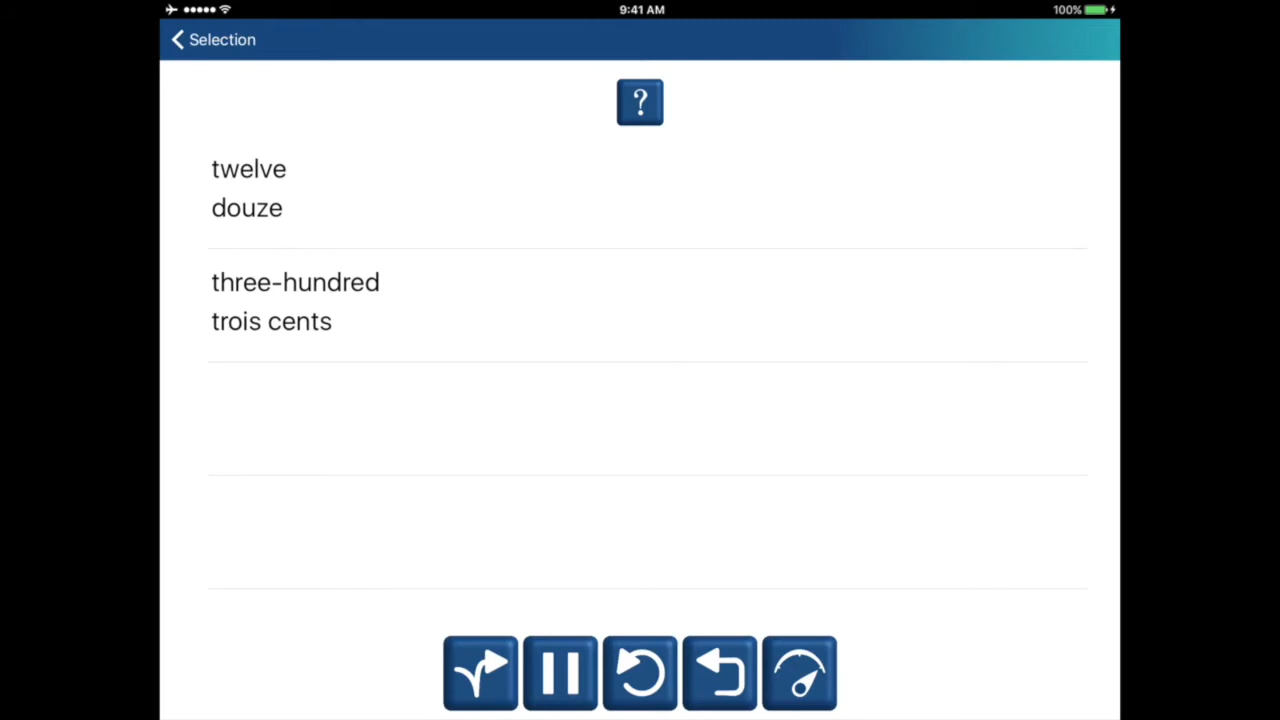 9:41 AM
100%
Selection
?
twelve
douze
three-hundred
trois cents